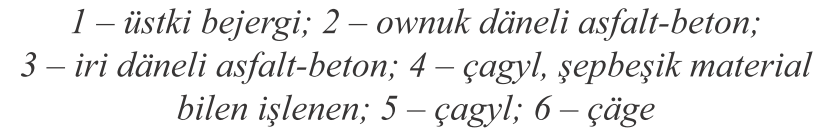 1 – üstki bejergi; 2 – ownuk däneli asfalt-beton;
3 – iri däneli asfalt-beton; 4 – çagyl, şepbeşik material
bilen işlenen; 5 – çagyl; 6 – çäge